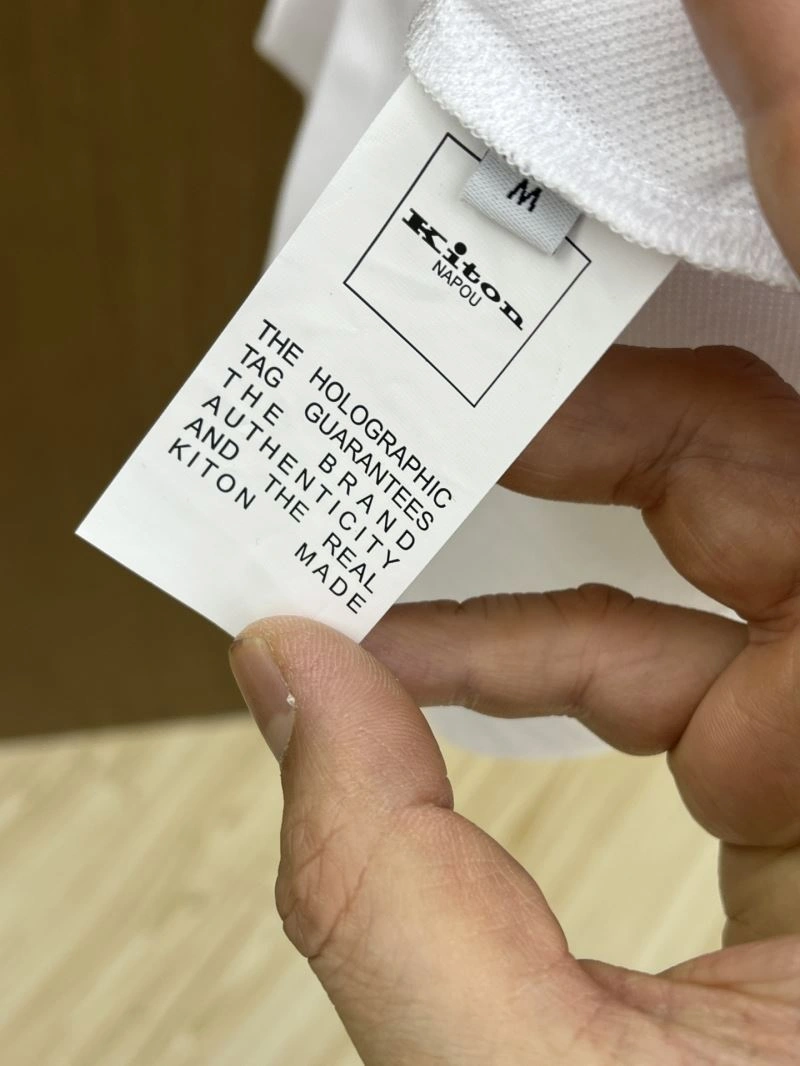 M
Kiton
NAPOU
THE HOLOGRAPHIC
TAG GUARANTEES
THE BRAND
AUTHENTICITY
AND THE REAL
KITON MADE